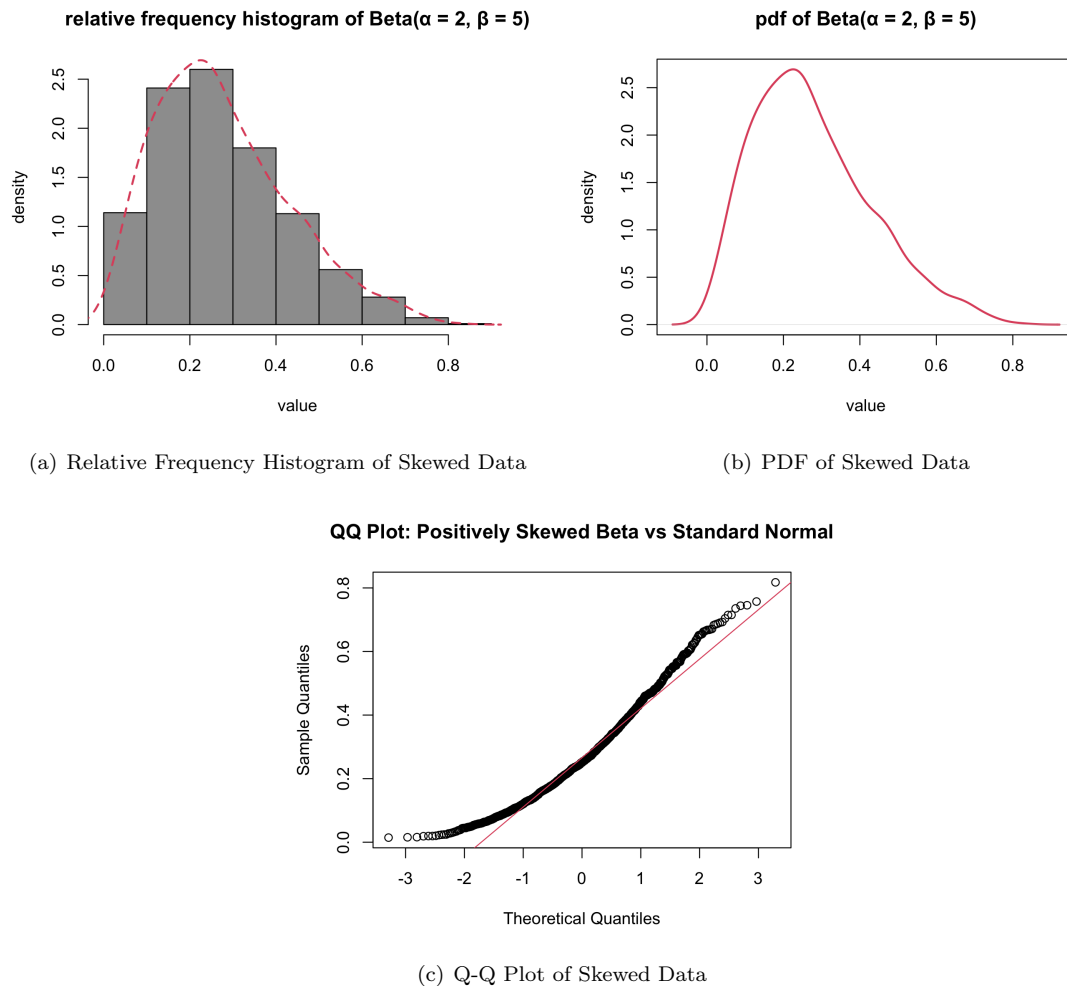 relative frequency histogram of Beta(α = 2, β = 5)
density
0.0 0.5 1.0 1.5 2.0 2.5
0.0 0.2 0.4 0.6 0.8
value
(a) Relative Frequency Histogram of Skewed Data
pdf of Beta(α = 2, β = 5)
density
0.0 0.5 1.0 1.5 2.0 2.5
0.0 0.2 0.4 0.6 0.8
value
(b) PDF of Skewed Data
QQ Plot: Positively Skewed Beta vs Standard Normal
Sample Quantiles
0.0 0.2 0.4 0.6 0.8
-3 -2 -1 0 1 2 3
Theoretical Quantiles
(c) Q-Q Plot of Skewed Data